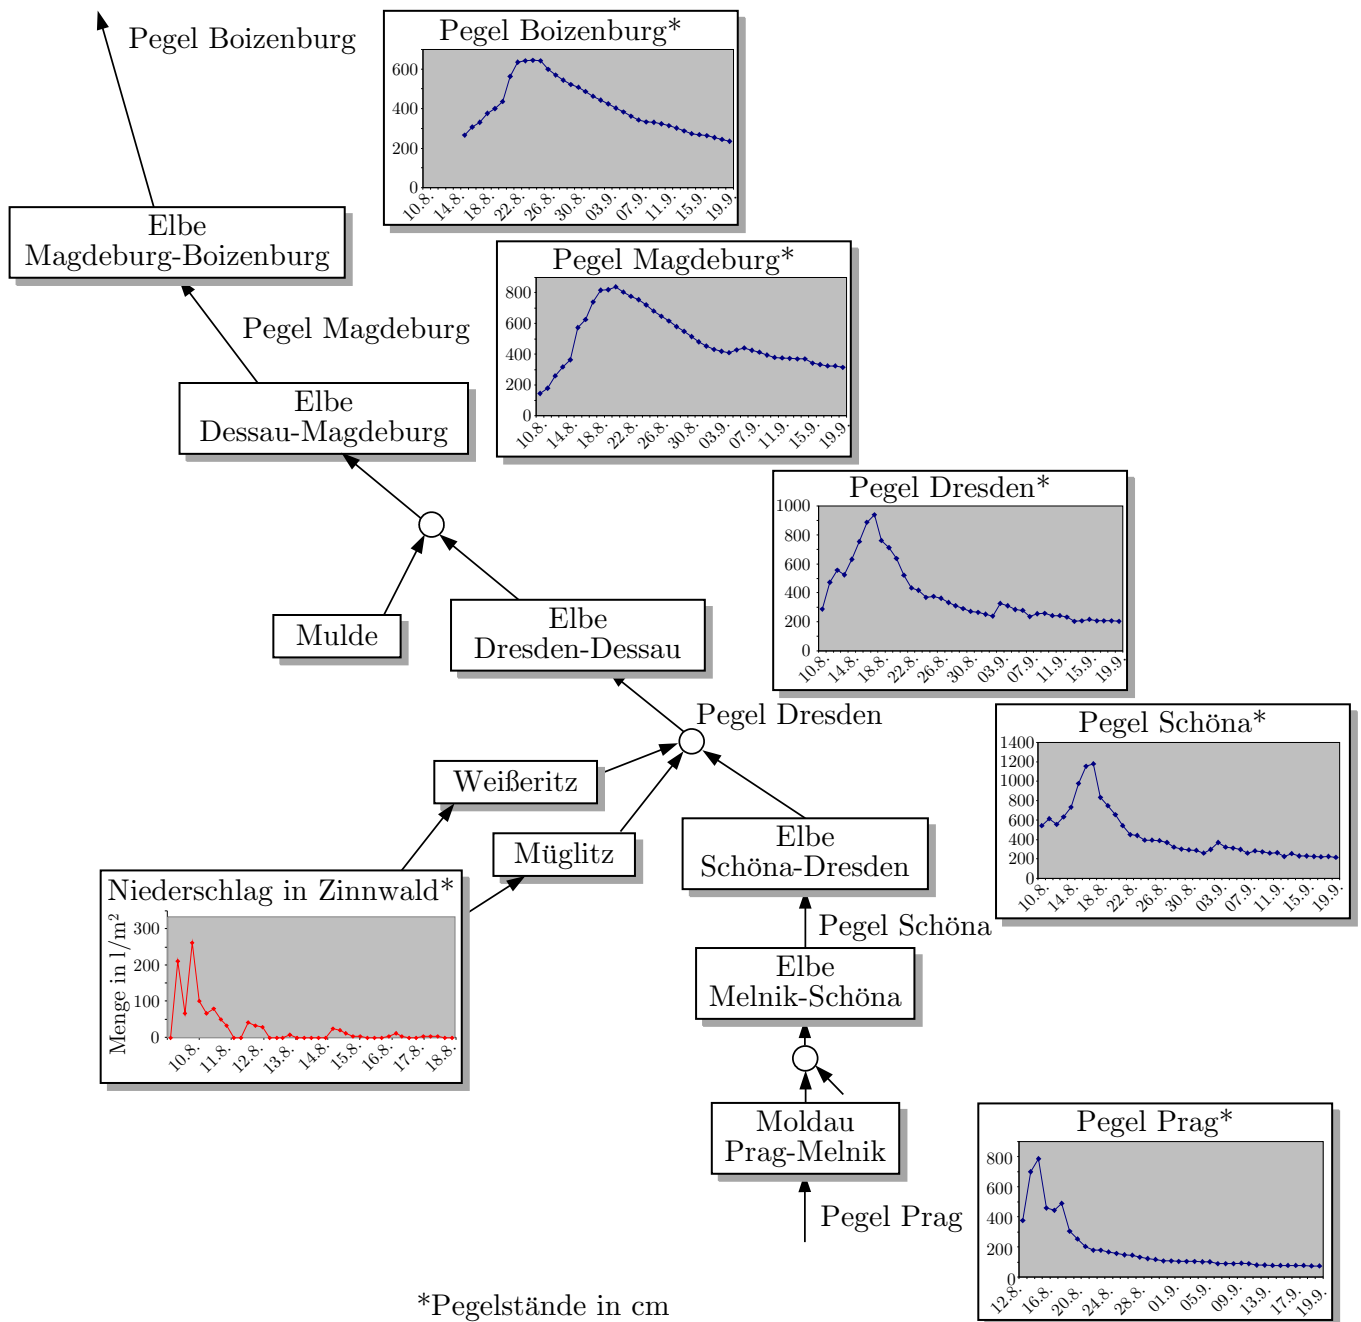 Pegel Boizenburg
Pegel Boizenburg*
600
400
200
0
10.8. 14.8. 18.8. 22.8. 26.8. 30.8. 03.9. 07.9. 11.9. 15.9. 19.9.
Elbe
Magdeburg-Boizenburg
Pegel Magdeburg*
800
600
400
200
0
10.8. 14.8. 18.8. 22.8. 26.8. 30.8. 03.9. 07.9. 11.9. 15.9. 19.9.
Pegel Magdeburg
Elbe
Dessau-Magdeburg
Pegel Dresden*
1000
800
600
400
200
0
10.8. 14.8. 18.8. 22.8. 26.8. 30.8. 03.9. 07.9. 11.9. 15.9. 19.9.
Mulde
Elbe
Dresden-Dessau
Pegel Dresden
Pegel Schöna*
1400
1200
1000
800
600
400
200
0
10.8. 14.8. 18.8. 22.8. 26.8. 30.8. 03.9. 07.9. 11.9. 15.9. 19.9.
Weißeritz
Müglitz
Elbe
Schöna-Dresden
Niederschlag in Zinnwald*
Menge in l/m²
300
200
100
0
10.8. 11.8. 12.8. 13.8. 14.8. 15.8. 16.8. 17.8. 18.8.
Pegel Schöna
Elbe
Melnik-Schöna
Moldau
Prag-Melnik
Pegel Prag*
800
600
400
200
0
12.8. 16.8. 20.8. 24.8. 28.8. 01.9. 05.9. 09.9. 13.9. 17.9. 19.9.
Pegel Prag
*Pegelstände in cm